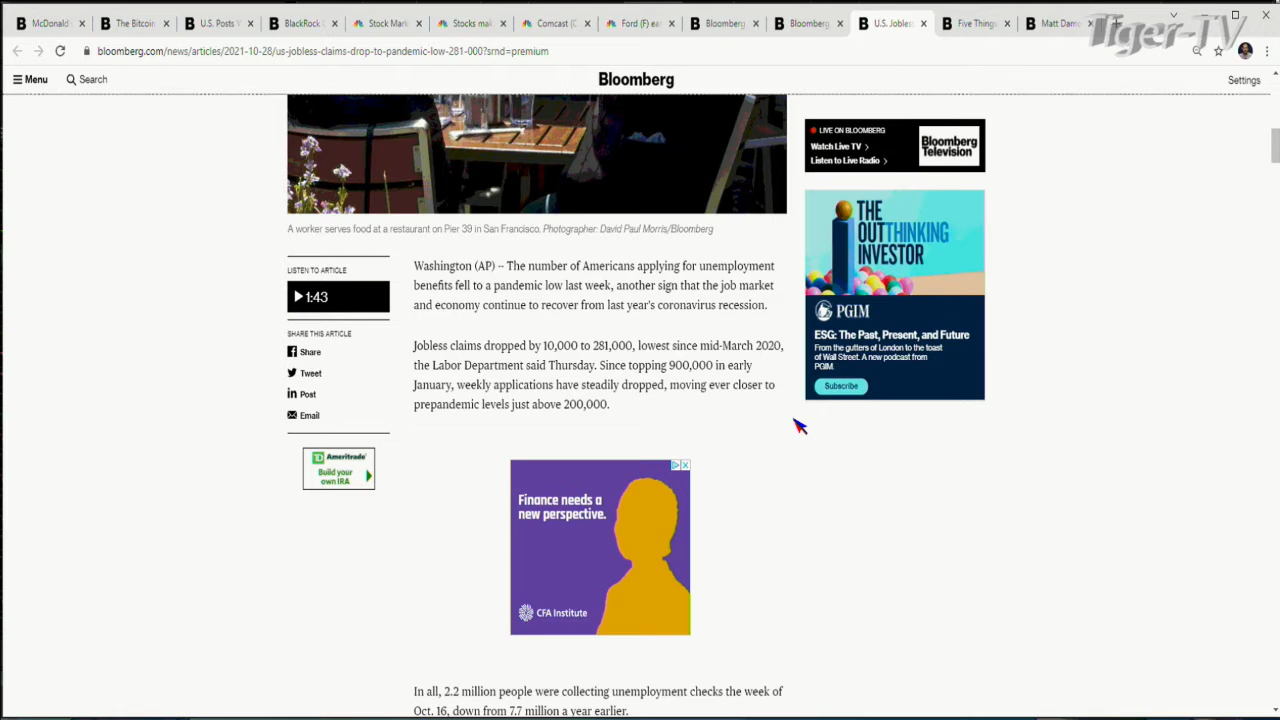 McDonald's
The Bitcoin
U.S. Posts
BlackRock
Stock Mark
Stocks mak
Comcast (C
Ford (F) ea
Bloomberg
Bloomberg
U.S. Jobless
Five Things
Matt Damo
Tiger-TV
bloomberg.com/news/articles/2021-10-28/us-jobless-claims-drop-to-pandemic-low-281-000?srnd=premium
Menu
Search
Bloomberg
Settings
LIVE ON BLOOMBERG
Watch Live TV >
Listen to Live Radio >
Bloomberg
Television
THE
OUTTHINKING
INVESTOR
PGIM
ESG: The Past, Present, and Future
From the gutters of London to the toast
of Wall Street. A new podcast from
PGIM.
Subscribe
A worker serves food at a restaurant on Pier 39 in San Francisco. Photographer: David Paul Morris/Bloomberg
LISTEN TO ARTICLE
1:43
SHARE THIS ARTICLE
Share
Tweet
Post
Email
Ameritrade
Build your
own IRA
Washington (AP) -- The number of Americans applying for unemployment
benefits fell to a pandemic low last week, another sign that the job market
and economy continue to recover from last year's coronavirus recession.
Jobless claims dropped by 10,000 to 281,000, lowest since mid-March 2020,
the Labor Department said Thursday. Since topping 900,000 in early
January, weekly applications have steadily dropped, moving ever closer to
prepandemic levels just above 200,000.
Finance needs a
new perspective.
CFA Institute
In all, 2.2 million people were collecting unemployment checks the week of
Oct. 16, down from 7.7 million a year earlier.